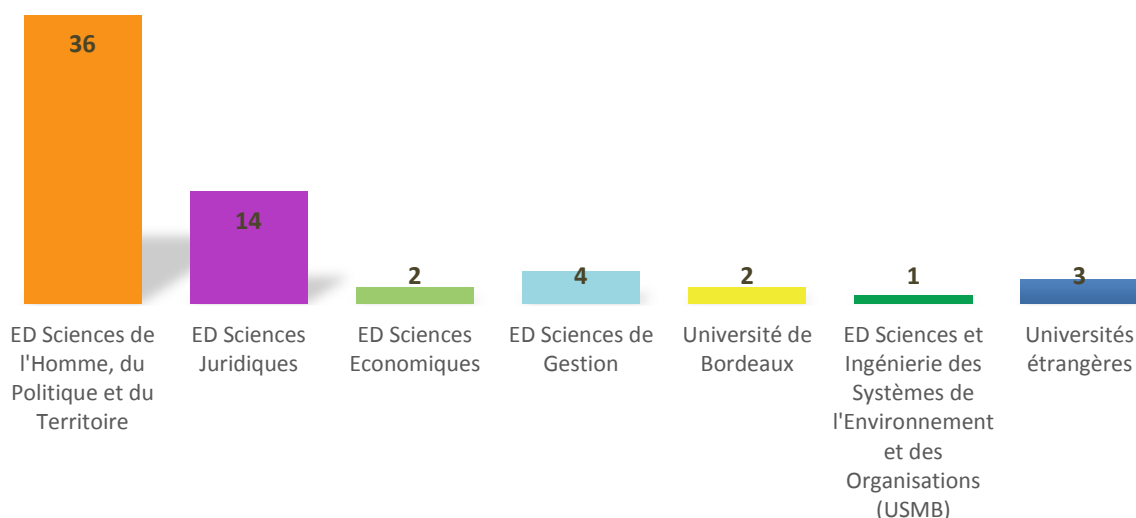 36
14
2
4
2
1
3
ED Sciences de
l'Homme, du
Politique et du
Territoire
ED Sciences
Juridiques
ED Sciences
Economiques
ED Sciences de
Gestion
Université de
Bordeaux
ED Sciences et
Ingénierie des
Systèmes de
l'Environnement
et des
Organisations
(USMB)
Universités
étrangères